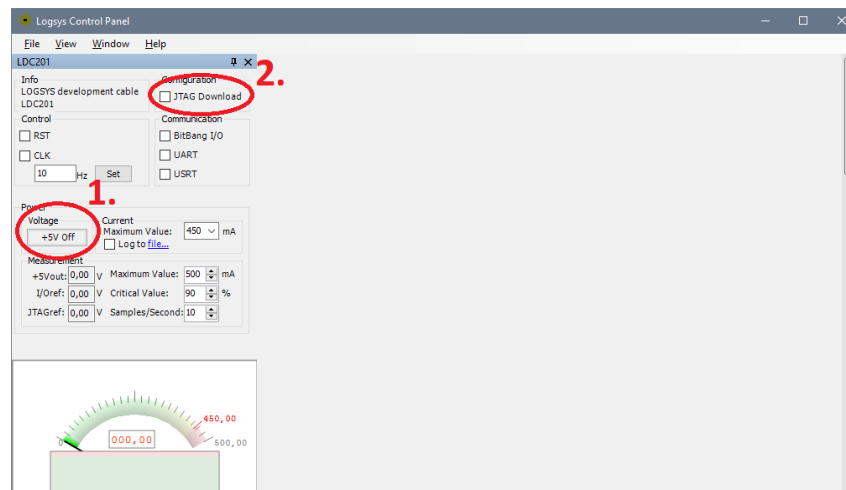 Logsys Control Panel
File View Window Help
LDC201
2.
Info
LOGSYS development cable
LDC201
Configuration
JTAG Download
Control
RST
CLK
10 Hz Set
Communication
BitBang I/O
UART
USRT
1.
Power
Voltage
+5V Off
Current
Maximum Value: 450 mA
Log to file...
Measurement
+5Vout: 0,00 V Maximum Value: 500 mA
I/Oref: 0,00 V Critical Value: 90 %
JTAGref: 0,00 V Samples/Second: 10
450,00
0 000,00 500,00